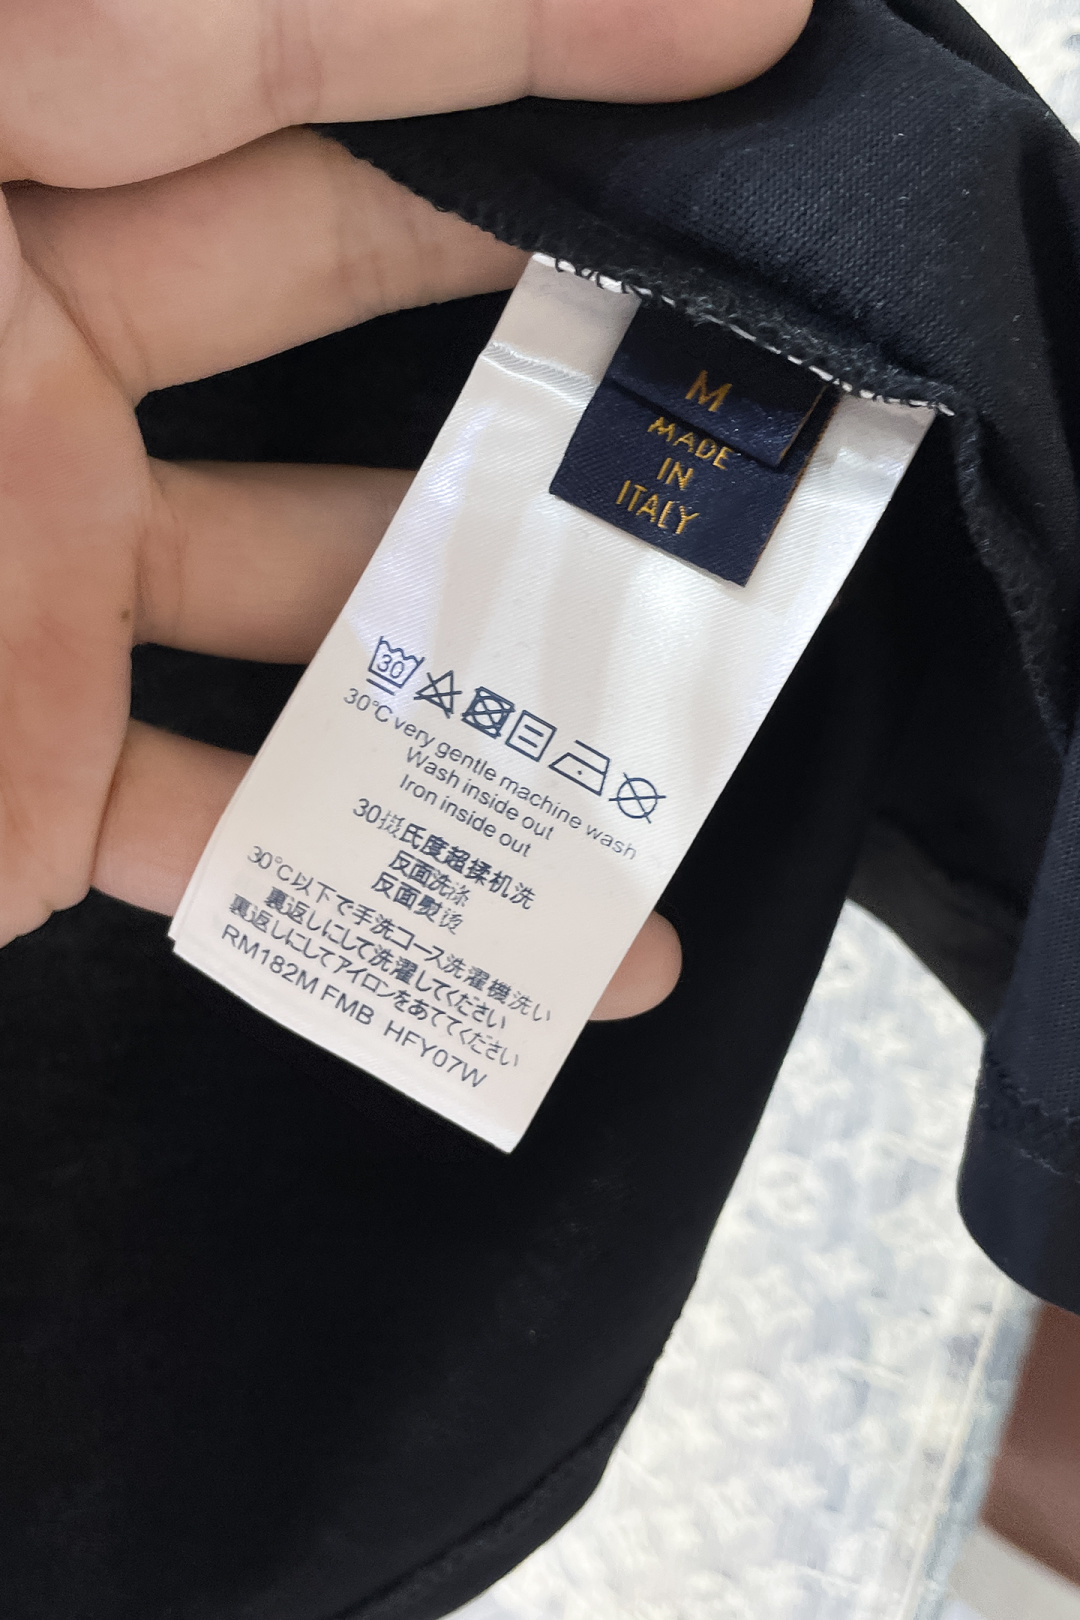 M
MADE
IN
ITALY
30
30°C very gentle machine wash
Wash inside out
Iron inside out
30摄氏度超揉机洗
反面洗涤
反面熨烫
30°C以下で手洗コース洗濯機洗い
裏返しにして洗濯してください
裏返しにしてアイロンをあててください
RM182M FMB HFY07W